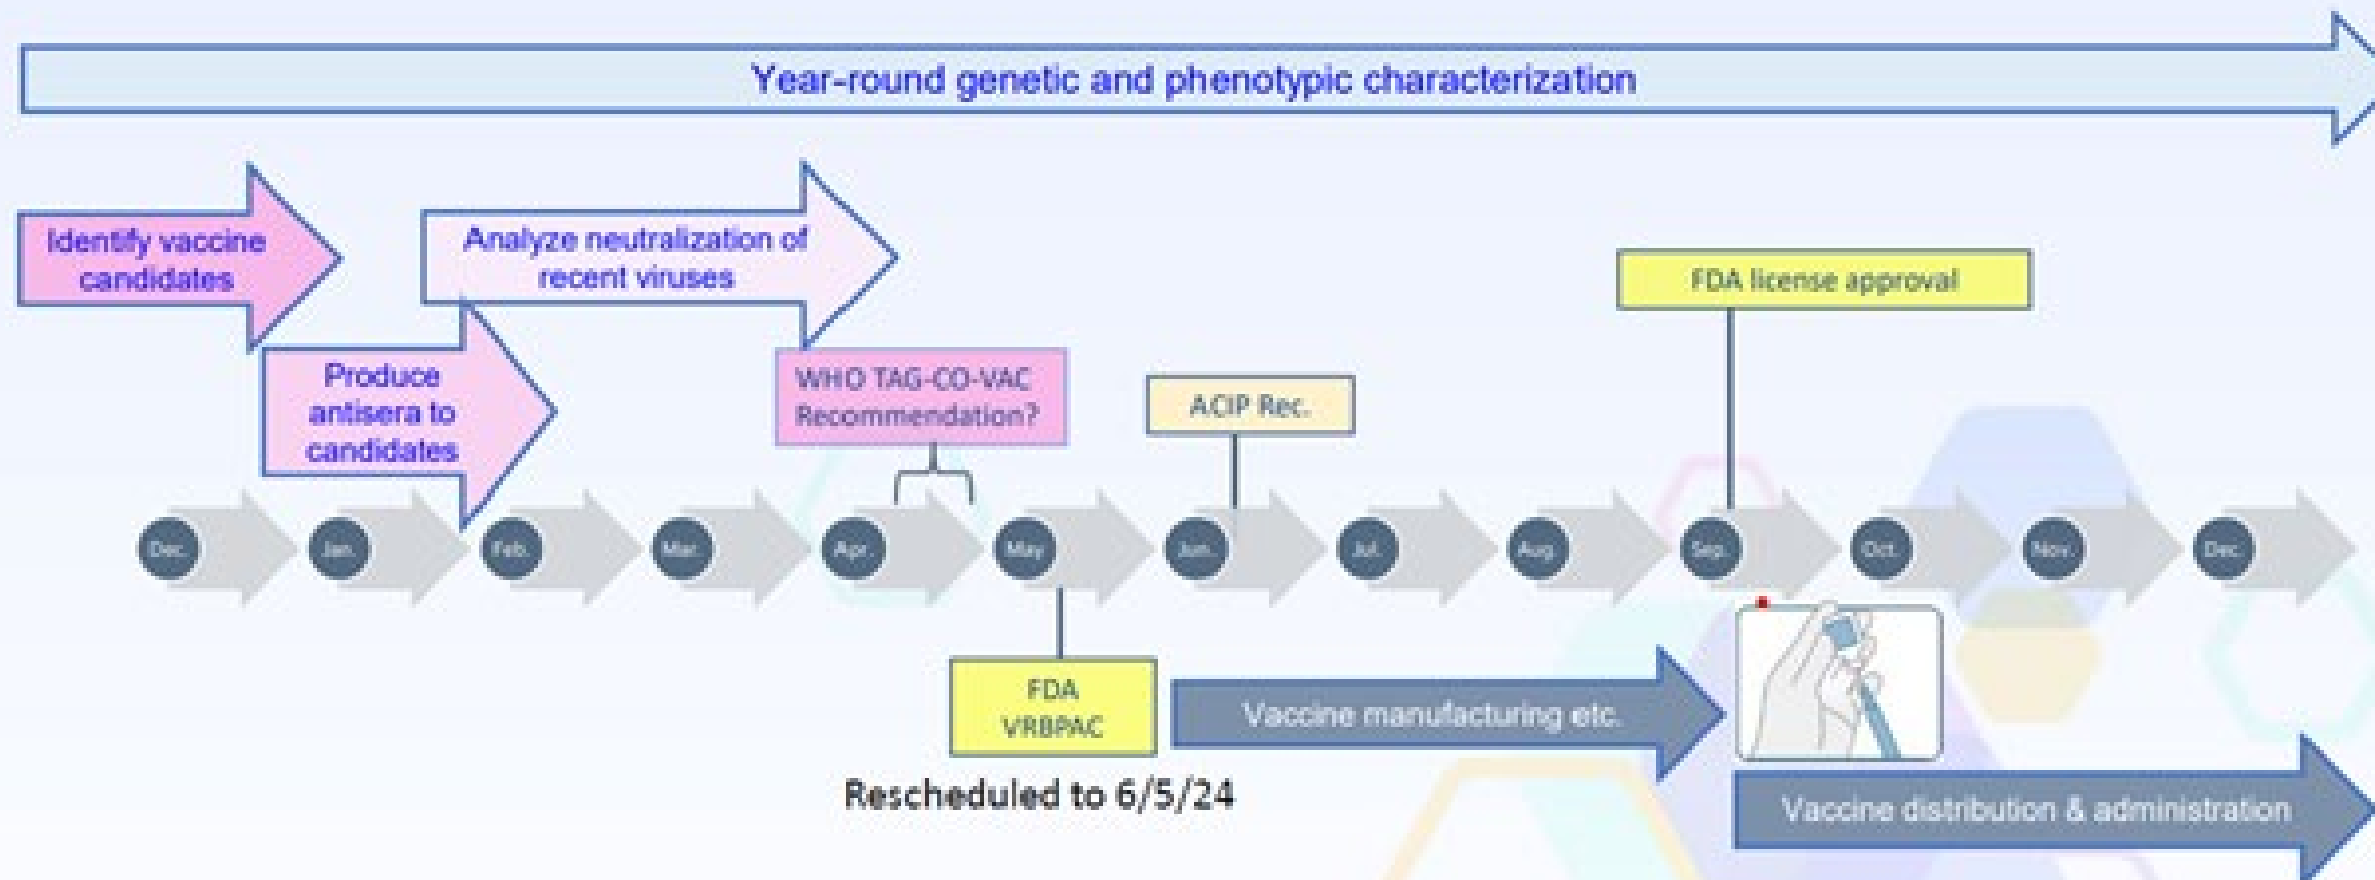 Year-round genetic and phenotypic characterization
Identify vaccine
candidates
Analyze neutralization of
recent viruses
Produce
antisera to
candidates
WHO TAG-CO-VAC
Recommendation?
ACIP Rec.
FDA license approval
Dec.
Jan.
Feb.
Mar.
Apr.
May
Jun.
Jul.
Aug.
Sep.
Oct.
Nov.
Dec.
FDA
VRBPAC
Rescheduled to 6/5/24
Vaccine manufacturing etc.
Vaccine distribution & administration